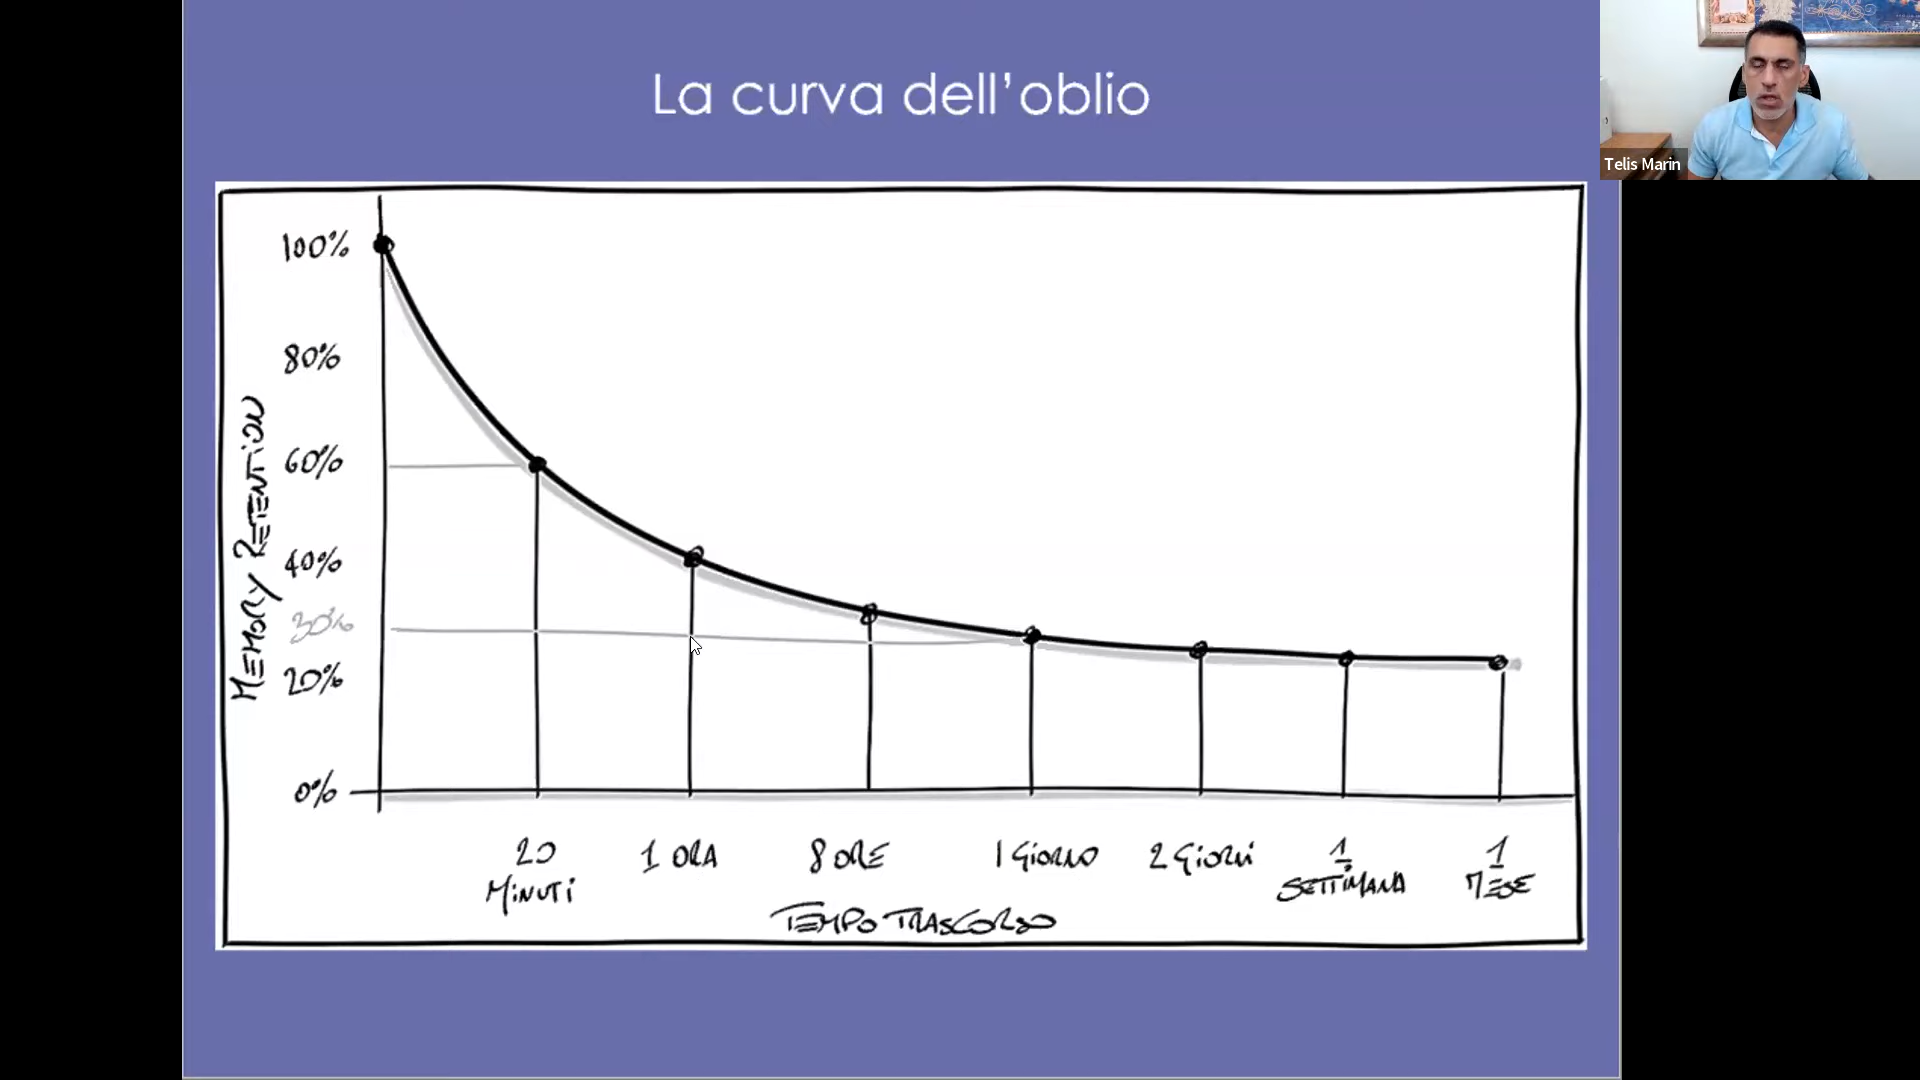 La curva dell'oblio
Telis Marin
100%
80%
60%
40%
30%
20%
0%
MEMORY RETENTION
20
MiNUTi
1 ORA
8 ORE
1 GiORNO
2 GiORNi
1
SETTiMANA
1
MESE
TEMPO TRASCORSO